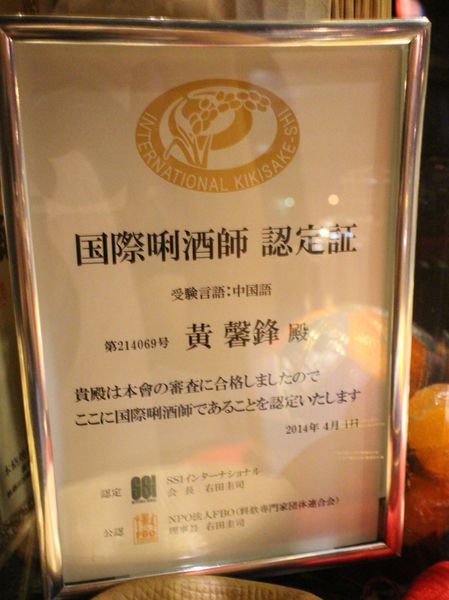 INTERNATIONAL KIKISAKE-SHI
国際唎酒師 認定証
受験言語:中国語
第214069号 黄馨鋒 殿
貴殿は本會の審査に合格しましたので
ここに国際唎酒師であることを認定いたします
2014年 4月 1日
認定 SSI SSIインターナショナル
会長 右田圭司
公認 FBO NPO法人FBO(料飲専門家団体連合会)
理事長 右田圭司